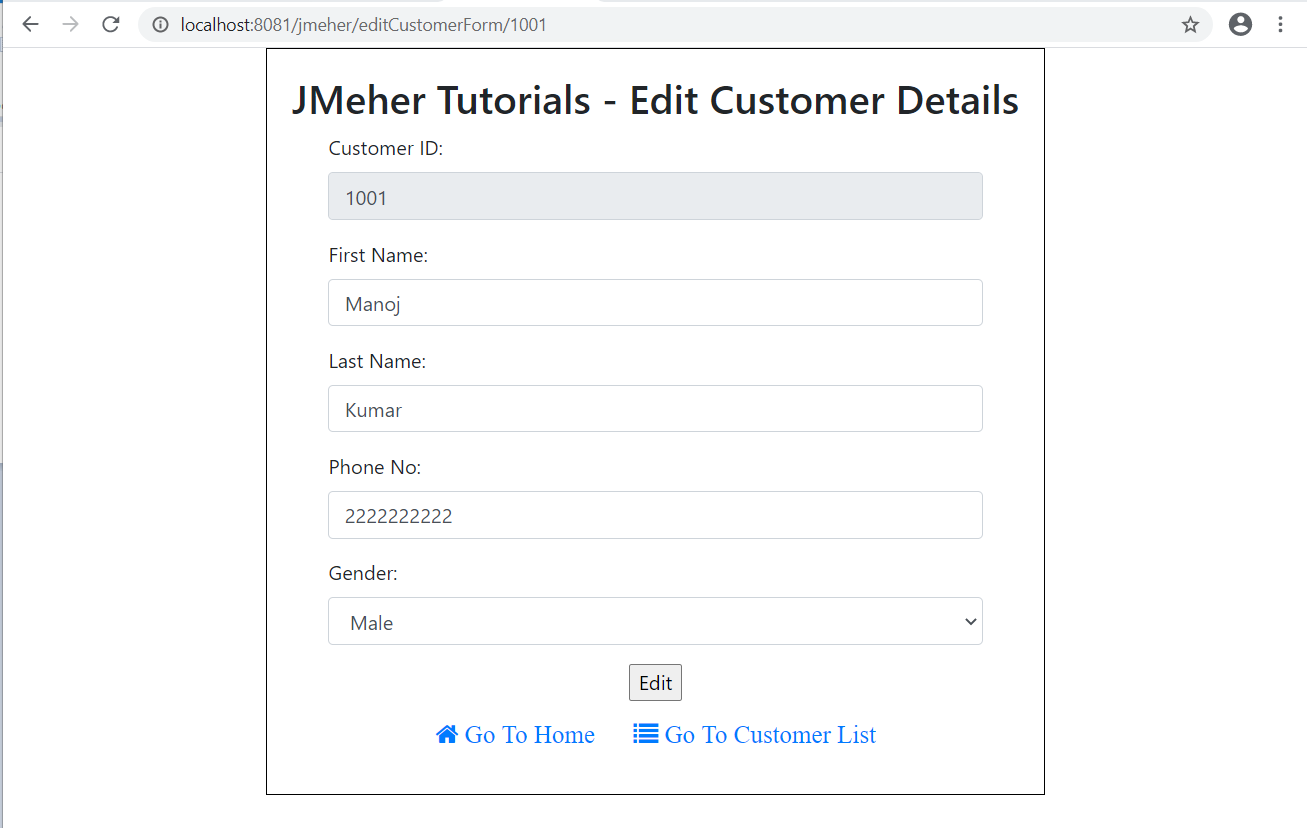 localhost:8081/jmeher/editCustomerForm/1001
JMeher Tutorials - Edit Customer Details
Customer ID:
1001
First Name:
Manoj
Last Name:
Kumar
Phone No:
2222222222
Gender:
Male
Edit
Go To Home Go To Customer List